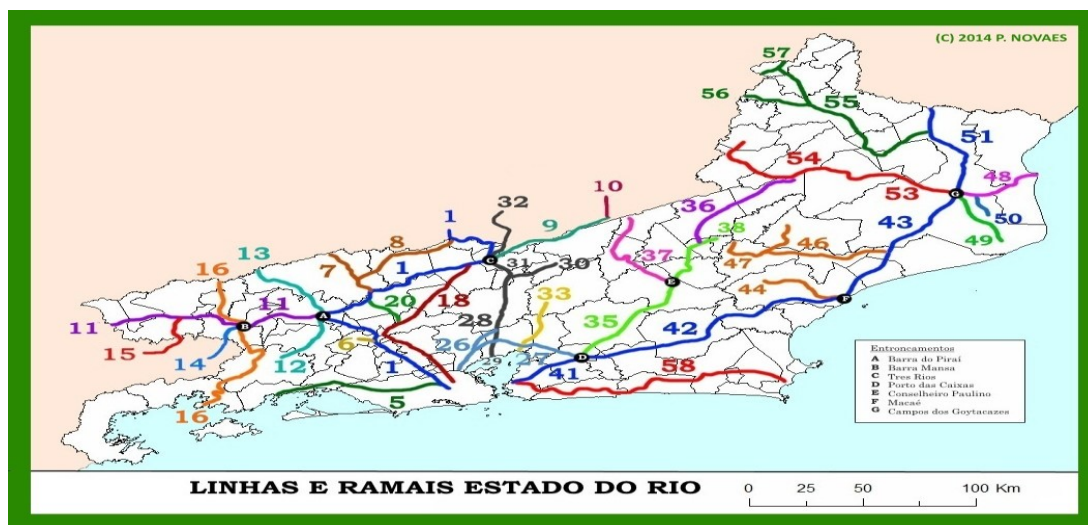 (C) 2014 P. NOVAES
57
56
55
51
54
10
48
53
32
36
1
9
50
43
38
8
13
49
37
46
16
31
30
47
7
1
C
E
G
44
11
20
18
33
F
11
A
B
28
35
42
15
14
6
26
27
D
12
1
29
41
58
5
16
Entroncamentos
A Barra do Piraí
B Barra Mansa
C Tres Rios
D Porto das Caixas
E Conselheiro Paulino
F Macaé
G Campos dos Goytacazes
LINHAS E RAMAIS ESTADO DO RIO
0 25 50 100 Km